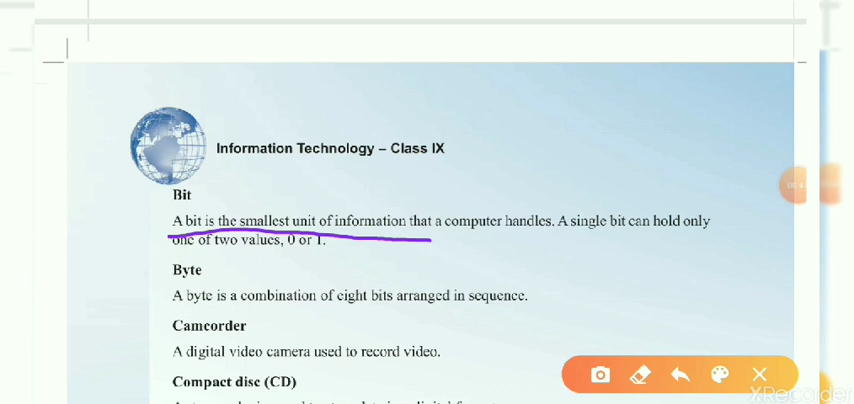 Information Technology – Class IX
Bit
A bit is the smallest unit of information that a computer handles. A single bit can hold only
one of two values, 0 or 1.
Byte
A byte is a combination of eight bits arranged in sequence.
Camcorder
A digital video camera used to record video.
Compact disc (CD)
XRecorder